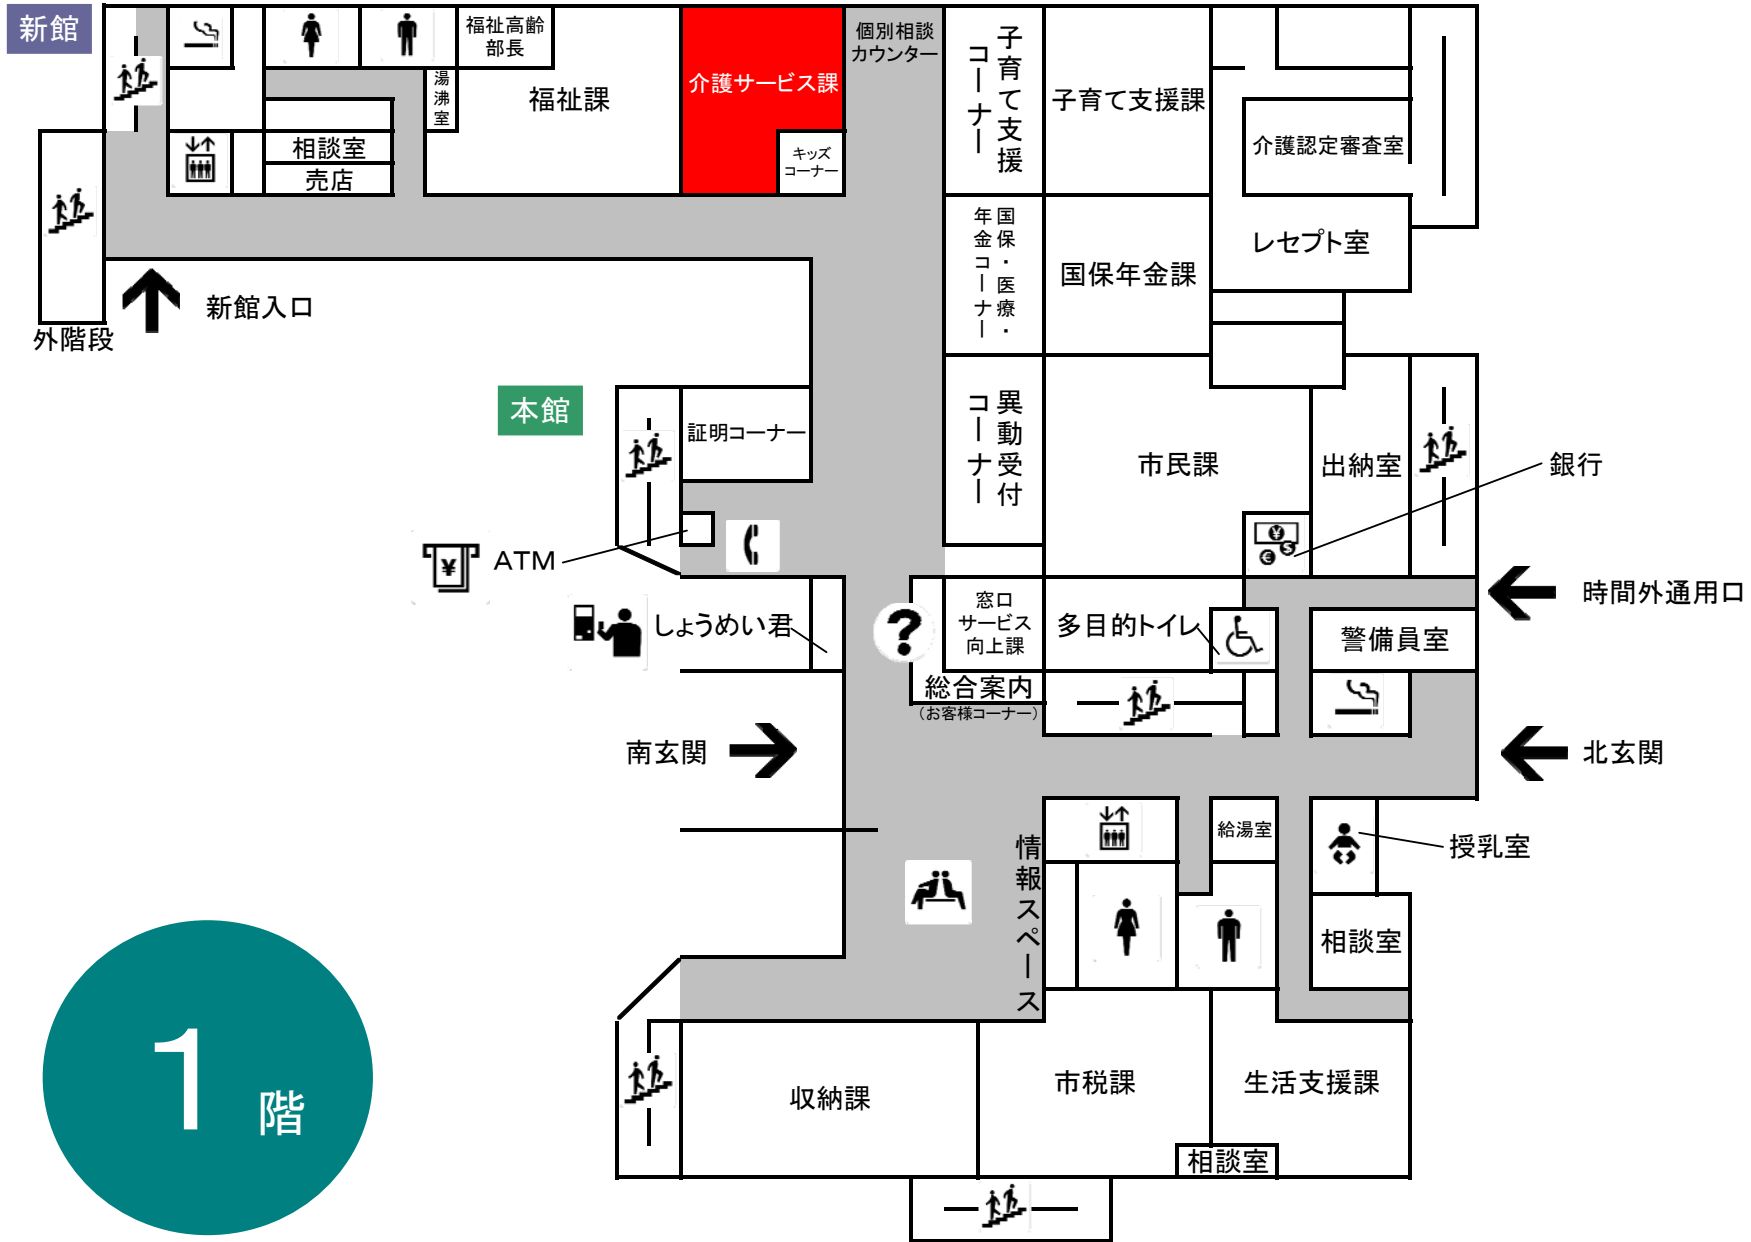 新館
福祉高齢
部長
個別相談
カウンター
子育て支援
コーナー
湯沸室
福祉課
介護サービス課
子育て支援課
相談室
売店
キッズ
コーナー
介護認定審査室
国保・医療・
年金コーナー
国保年金課
レセプト室
新館入口
外階段
本館
証明コーナー
異動受付
コーナー
市民課
出納室
銀行
ATM
しょうめい君
?
窓口
サービス
向上課
多目的トイレ
時間外通用口
警備員室
総合案内
(お客様コーナー)
南玄関
北玄関
情報スペース
給湯室
授乳室
相談室
1階
収納課
市税課
生活支援課
相談室